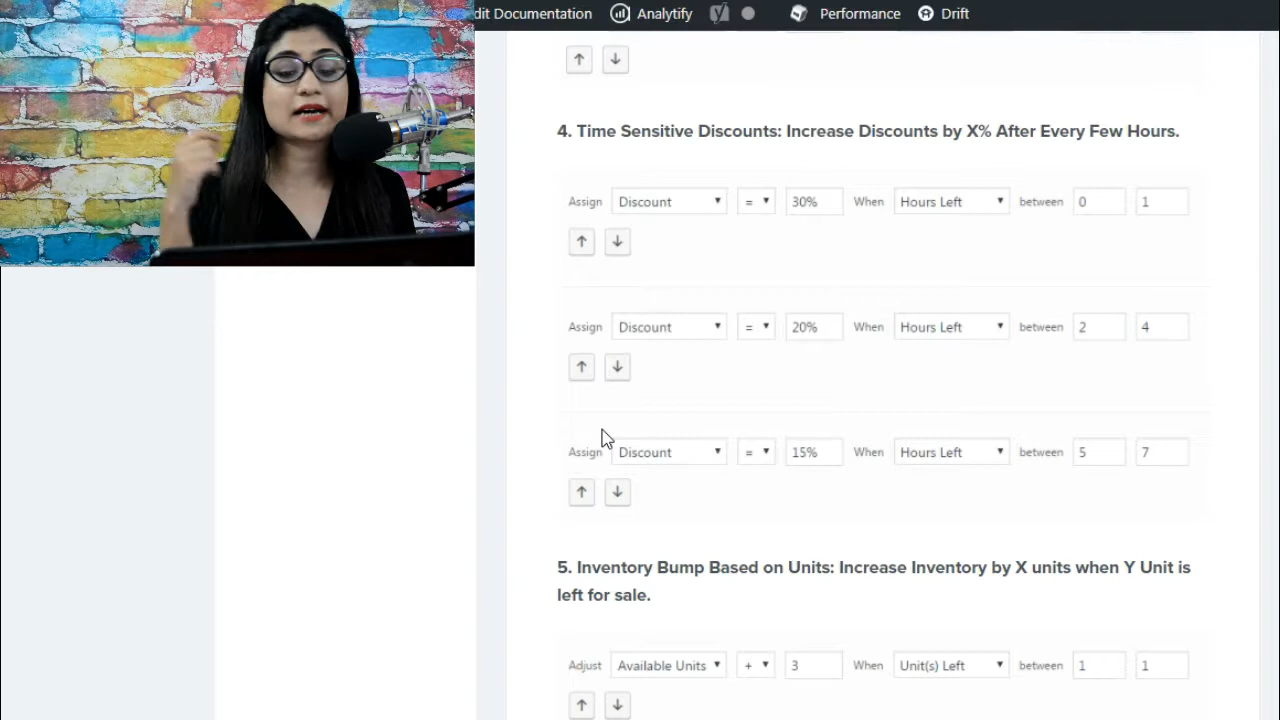 dit Documentation Analytify Performance Drift
4. Time Sensitive Discounts: Increase Discounts by X% After Every Few Hours.
Assign Discount = 30% When Hours Left between 0 1
Assign Discount = 20% When Hours Left between 2 4
Assign Discount = 15% When Hours Left between 5 7
5. Inventory Bump Based on Units: Increase Inventory by X units when Y Unit is
left for sale.
Adjust Available Units + 3 When Unit(s) Left between 1 1